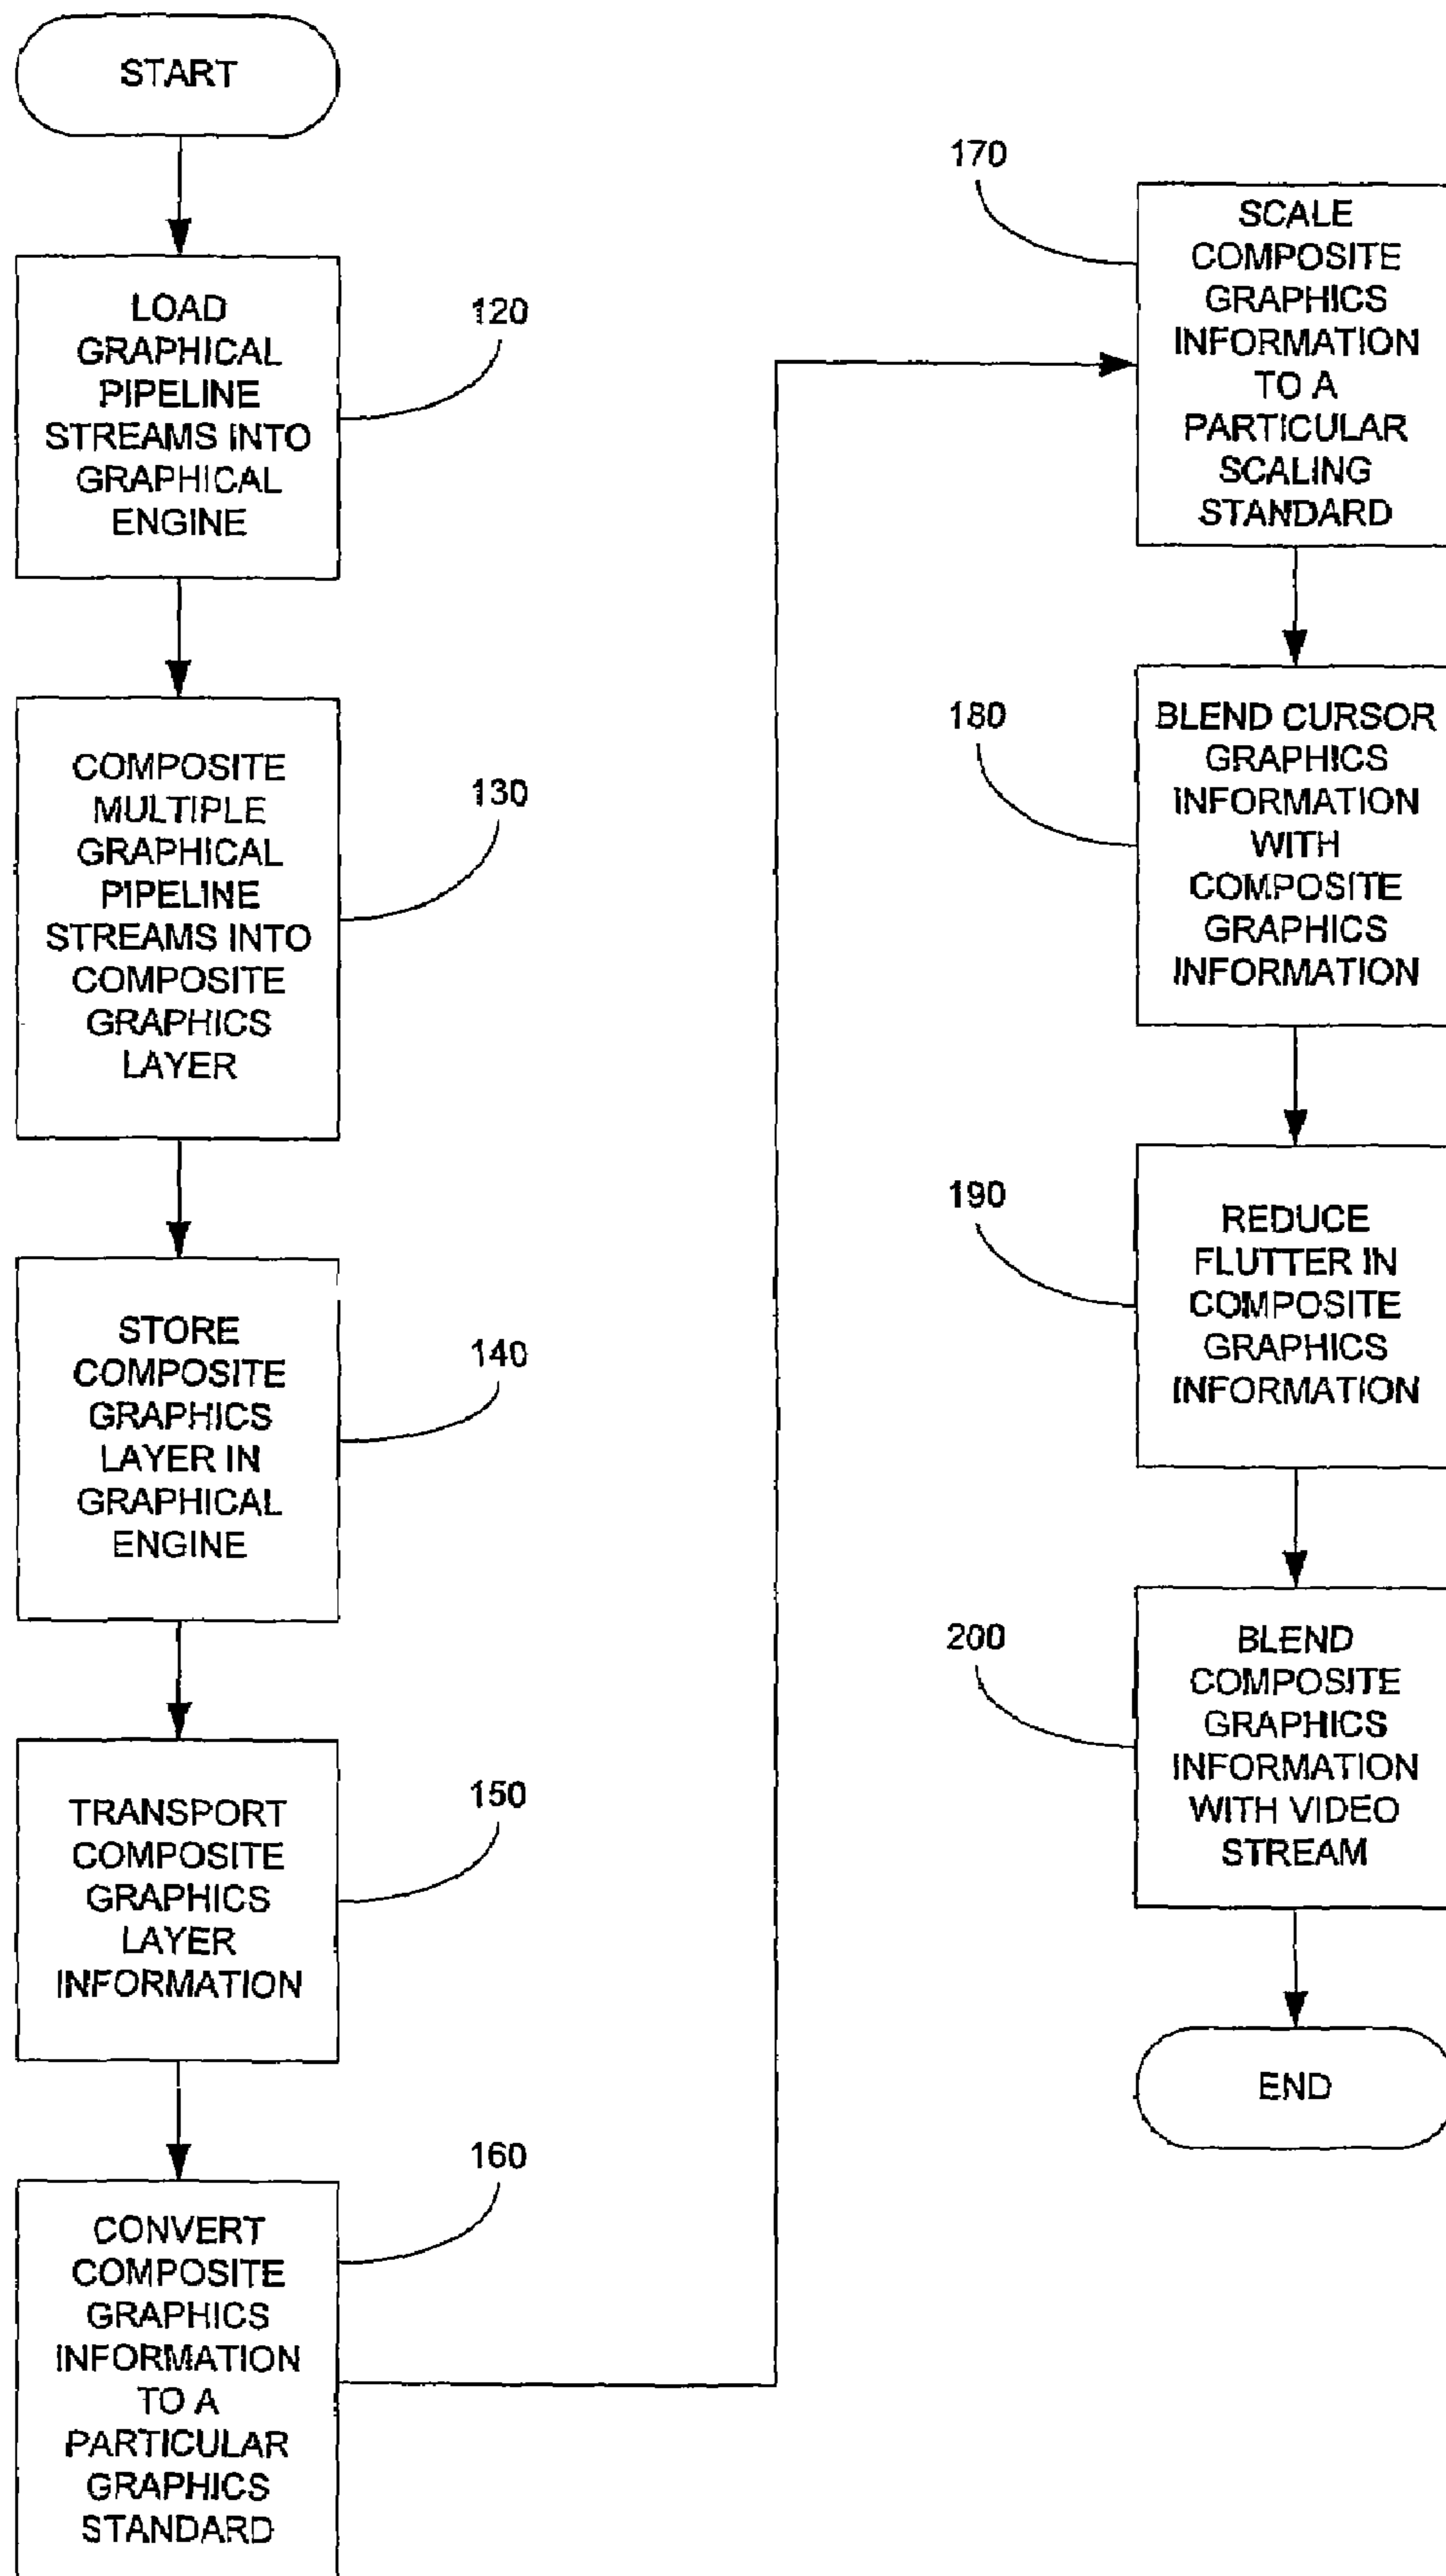 START
LOAD
GRAPHICAL
PIPELINE
STREAMS INTO
GRAPHICAL
ENGINE
120
COMPOSITE
MULTIPLE
GRAPHICAL
PIPELINE
STREAMS INTO
COMPOSITE
GRAPHICS
LAYER
130
STORE
COMPOSITE
GRAPHICS
LAYER IN
GRAPHICAL
ENGINE
140
TRANSPORT
COMPOSITE
GRAPHICS
LAYER
INFORMATION
150
CONVERT
COMPOSITE
GRAPHICS
INFORMATION
TO A
PARTICULAR
GRAPHICS
STANDARD
160
170
SCALE
COMPOSITE
GRAPHICS
INFORMATION
TO A
PARTICULAR
SCALING
STANDARD
180
BLEND CURSOR
GRAPHICS
INFORMATION
WITH
COMPOSITE
GRAPHICS
INFORMATION
190
REDUCE
FLUTTER IN
COMPOSITE
GRAPHICS
INFORMATION
200
BLEND
COMPOSITE
GRAPHICS
INFORMATION
WITH VIDEO
STREAM
END